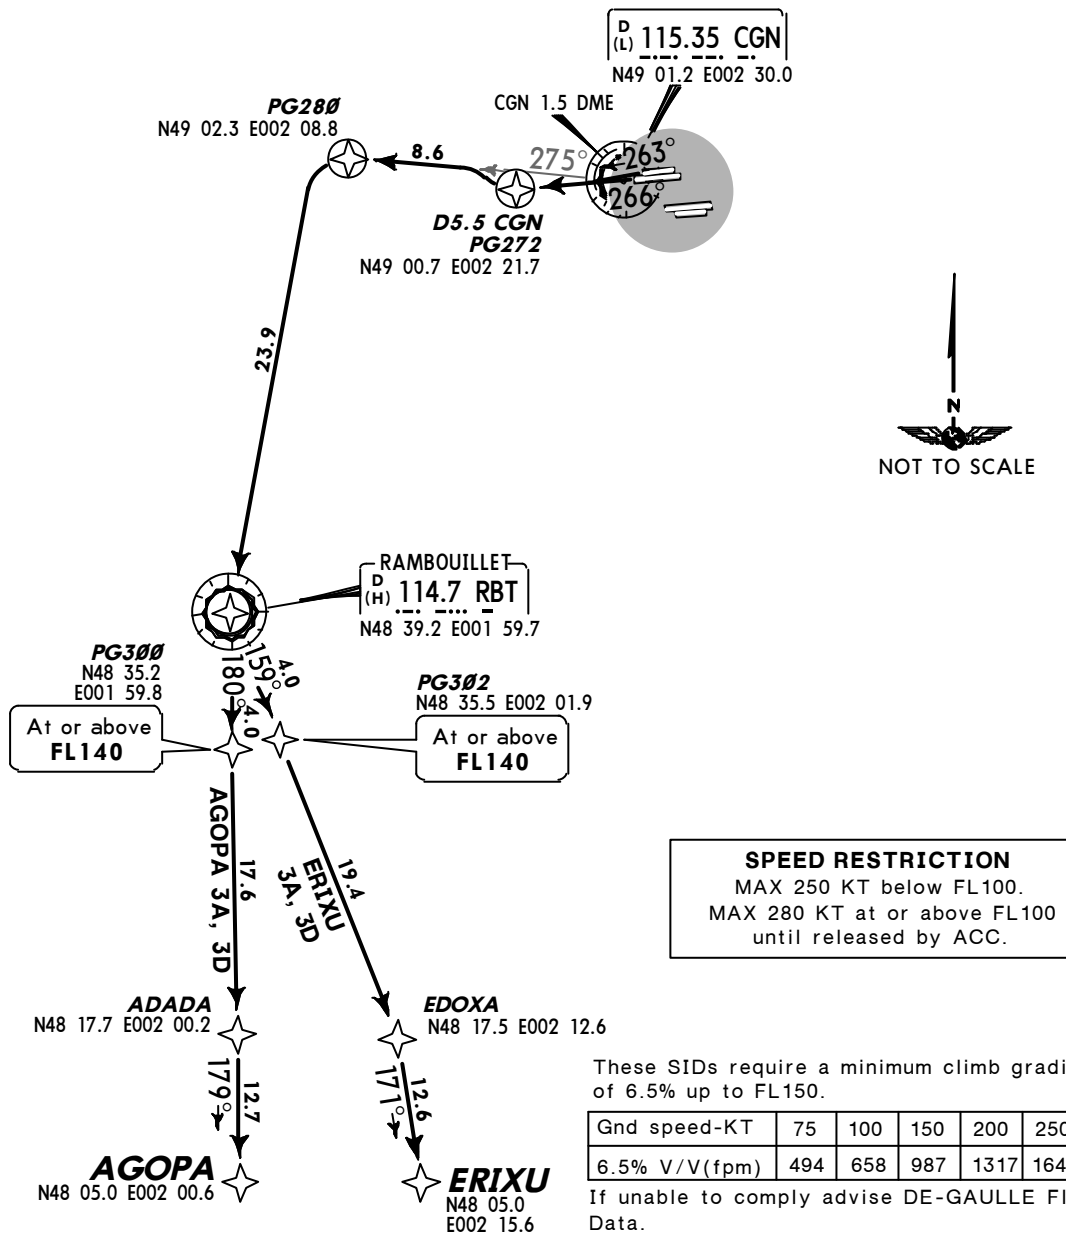 D
(L) 115.35 CGN
N49 01.2 E002 30.0
CGN 1.5 DME
PG28Ø
N49 02.3 E002 08.8
8.6
275°
263°
266°
D5.5 CGN
PG272
N49 00.7 E002 21.7
23.9
N
NOT TO SCALE
RAMBOUILLET
D
(H) 114.7 RBT
N48 39.2 E001 59.7
PG3ØØ
N48 35.2
E001 59.8
180°
4.0
159°
4.0
PG3Ø2
N48 35.5 E002 01.9
At or above
FL140
At or above
FL140
AGOPA 3A, 3D
17.6
ERIXU
3A, 3D
19.4
SPEED RESTRICTION
MAX 250 KT below FL100.
MAX 280 KT at or above FL100
until released by ACC.
ADADA
N48 17.7 E002 00.2
EDOXA
N48 17.5 E002 12.6
179°
12.7
171°
12.6
AGOPA
N48 05.0 E002 00.6
ERIXU
N48 05.0
E002 15.6
These SIDs require a minimum climb gradi
of 6.5% up to FL150.
Gnd speed-KT 75 100 150 200 250
6.5% V/V(fpm) 494 658 987 1317 164
If unable to comply advise DE-GAULLE Fl
Data.